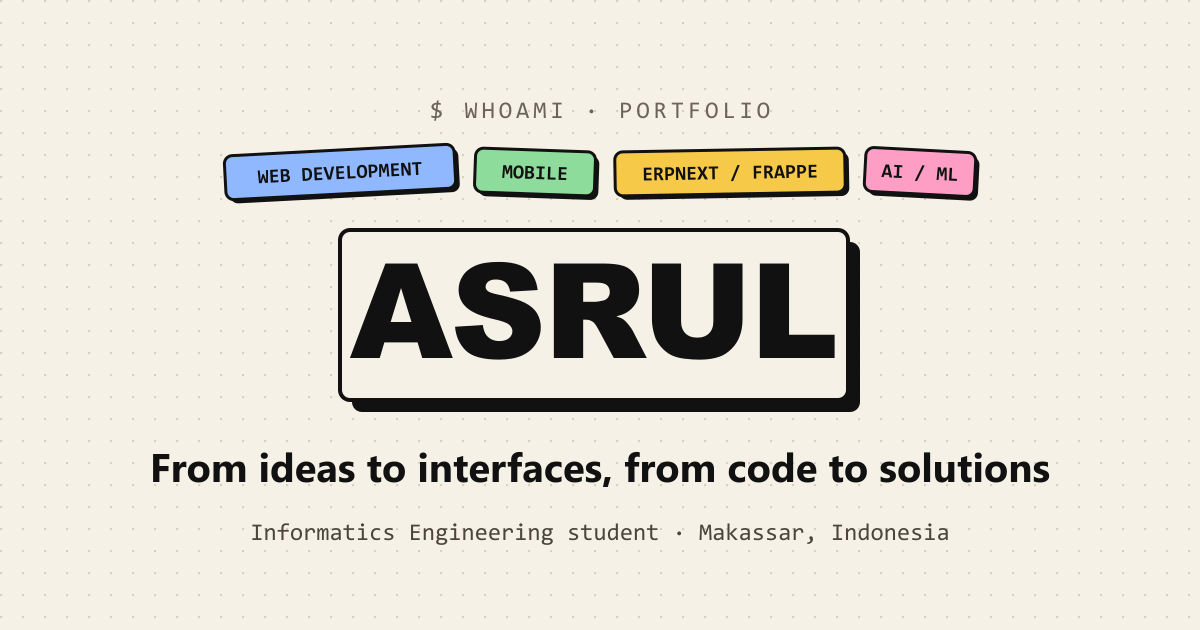 $ WHOAMI · PORTFOLIO
WEB DEVELOPMENT MOBILE ERPNEXT / FRAPPE AI / ML
ASRUL
From ideas to interfaces, from code to solutions
Informatics Engineering student · Makassar, Indonesia